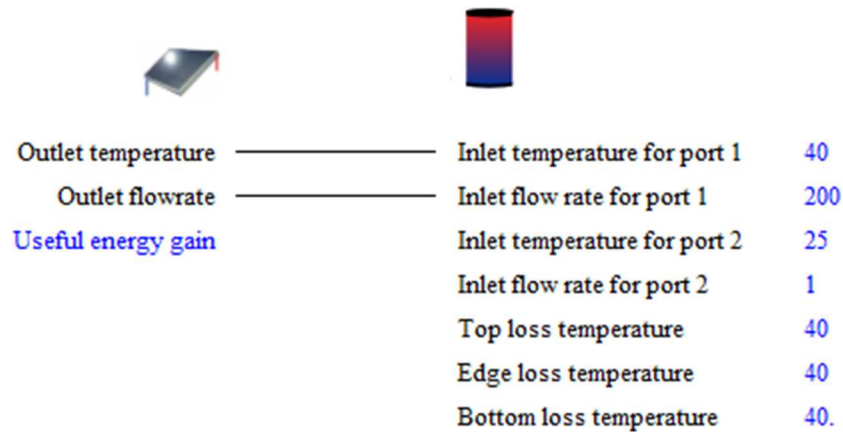 Outlet temperature Inlet temperature for port 1 40
Outlet flowrate Inlet flow rate for port 1 200
Useful energy gain Inlet temperature for port 2 25
Inlet flow rate for port 2 1
Top loss temperature 40
Edge loss temperature 40
Bottom loss temperature 40.